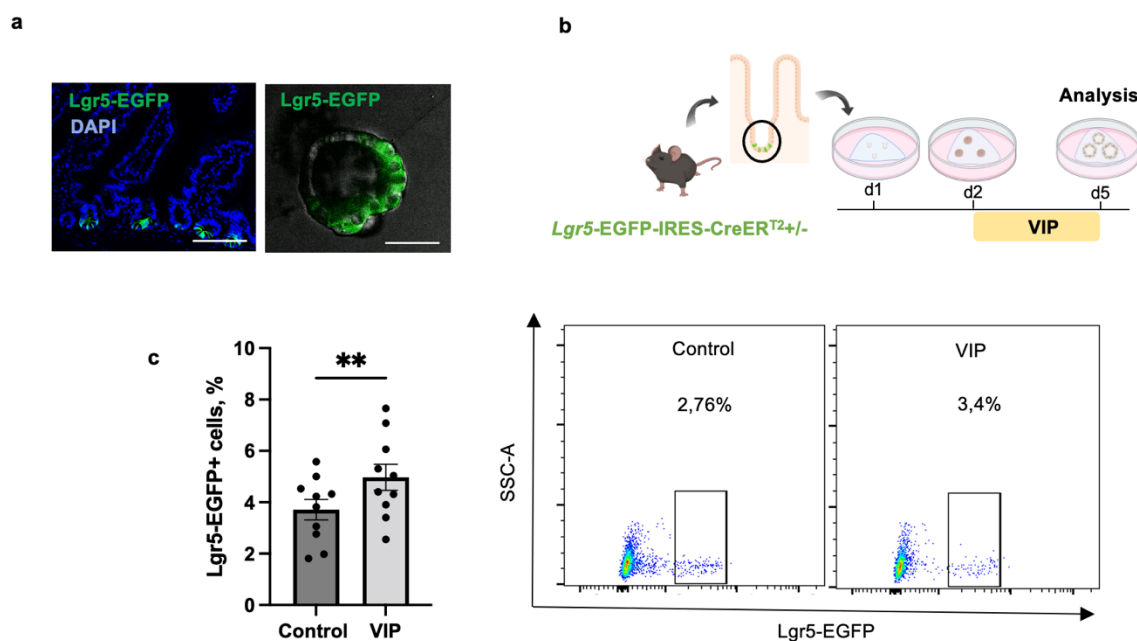 a
Lgr5-EGFP
DAPI
Lgr5-EGFP
b
Analysis
d1
d2
d5
Lgr5-EGFP-IRES-CreERT2+/-
VIP
c
Lgr5-EGFP+ cells, %
10
8
6
4
2
0
**
Control
VIP
SSC-A
Control
2,76%
VIP
3,4%
Lgr5-EGFP